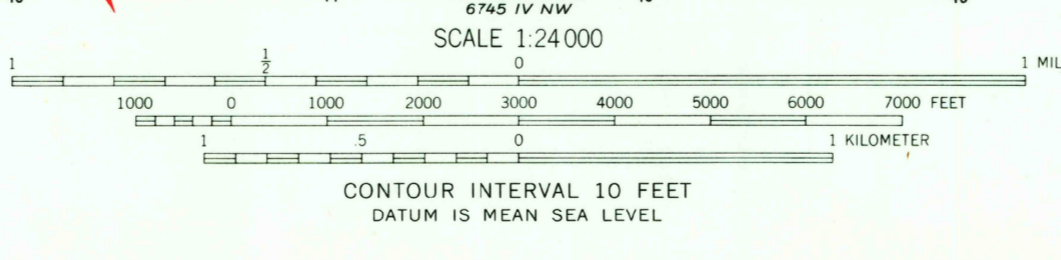 6745 IV NW
SCALE 1:24 000
1 1/2 0 1 MIL
1000 0 1000 2000 3000 4000 5000 6000 7000 FEET
1 .5 0 1 KILOMETER
CONTOUR INTERVAL 10 FEET
DATUM IS MEAN SEA LEVEL